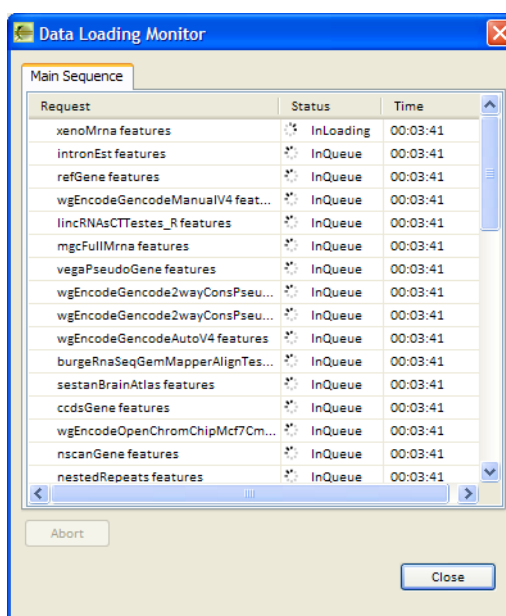 Data Loading Monitor
Main Sequence
Request Status Time
xenoMrna features InLoading 00:03:41
intronEst features InQueue 00:03:41
refGene features InQueue 00:03:41
wgEncodeGencodeManualV4 feat... InQueue 00:03:41
lincRNAsCTTestes_R features InQueue 00:03:41
mgcFullMrna features InQueue 00:03:41
vegaPseudoGene features InQueue 00:03:41
wgEncodeGencode2wayConsPseu... InQueue 00:03:41
wgEncodeGencode2wayConsPseu... InQueue 00:03:41
wgEncodeGencodeAutoV4 features InQueue 00:03:41
burgeRnaSeqGemMapperAlignTes... InQueue 00:03:41
sestanBrainAtlas features InQueue 00:03:41
ccdsGene features InQueue 00:03:41
wgEncodeOpenChromChipMcf7Cm... InQueue 00:03:41
nscanGene features InQueue 00:03:41
nestedRepeats features InQueue 00:03:41
Abort
Close